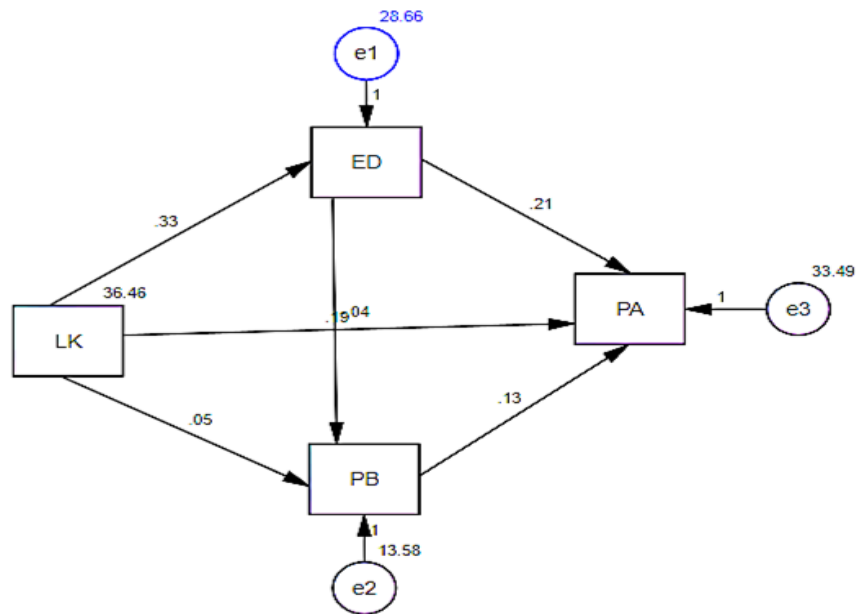 28.66
e1
1
ED
.33
.21
36.46
33.49
LK
.19
.04
PA
1
e3
.05
.13
PB
1
13.58
e2